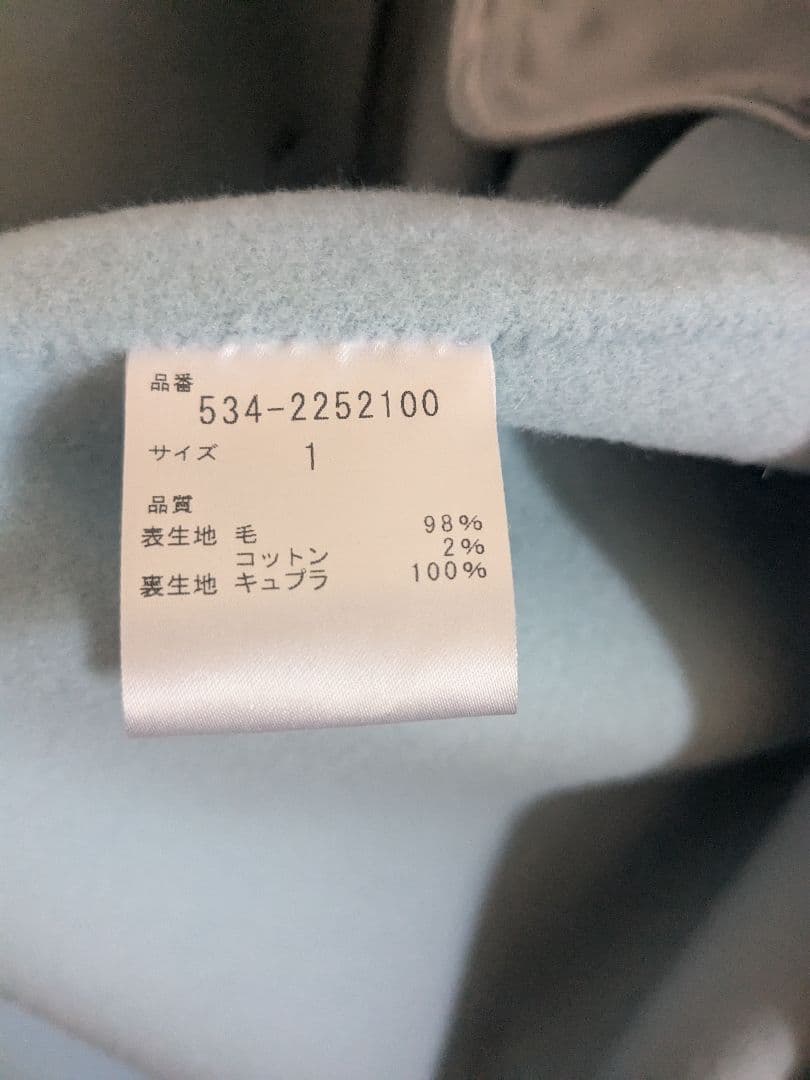 品番
534-2252100
サイズ 1
品質
表生地 毛 98%
コットン 2%
裏生地 キュプラ 100%